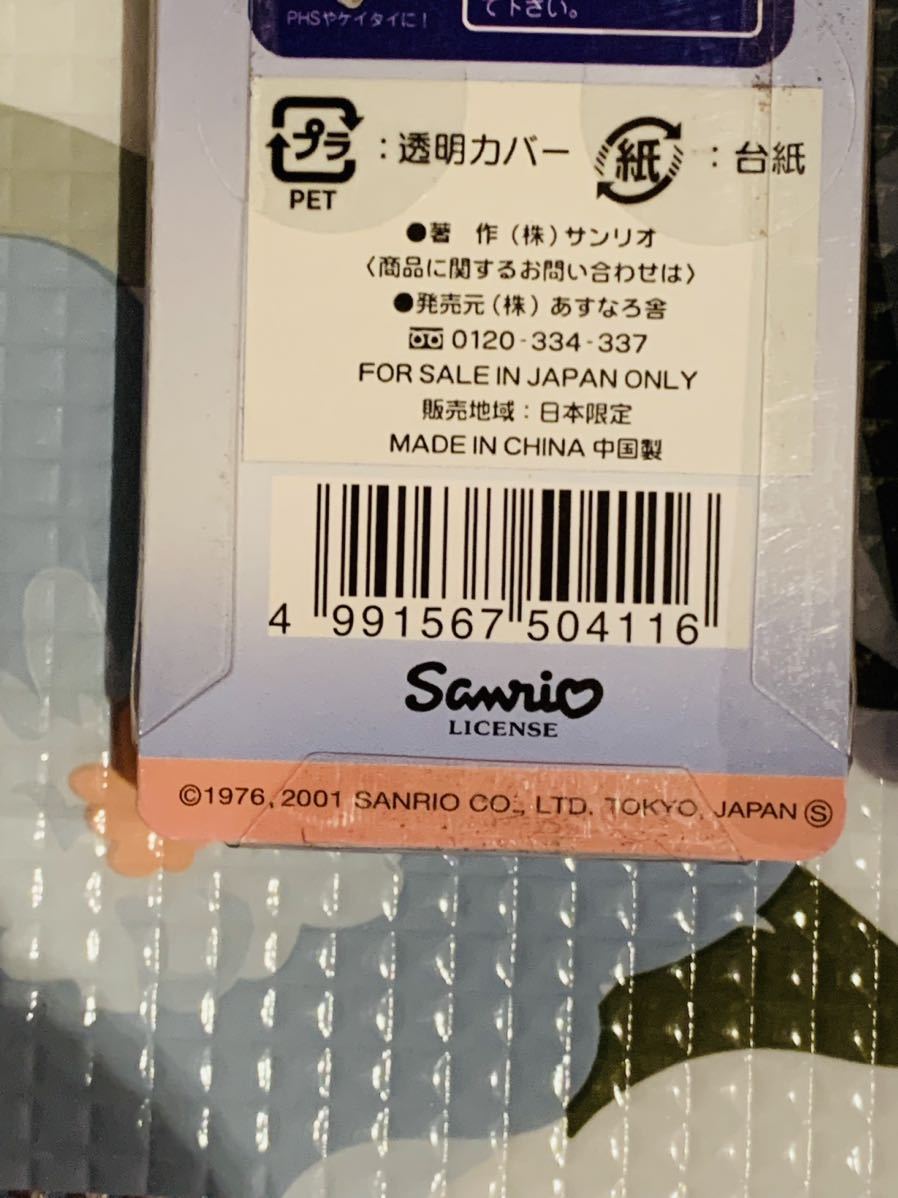 て下さい。
PHSやケイタイに!
プラ
PET
：透明カバー
紙
：台紙
●著　作（株）サンリオ
〈商品に関するお問い合わせは〉
●発売元（株）あすなろ舎
0120-334-337
FOR SALE IN JAPAN ONLY
販売地域：日本限定
MADE IN CHINA 中国製
4 991567 504116
Sanrio
LICENSE
©1976, 2001 SANRIO CO., LTD. TOKYO, JAPAN Ⓢ